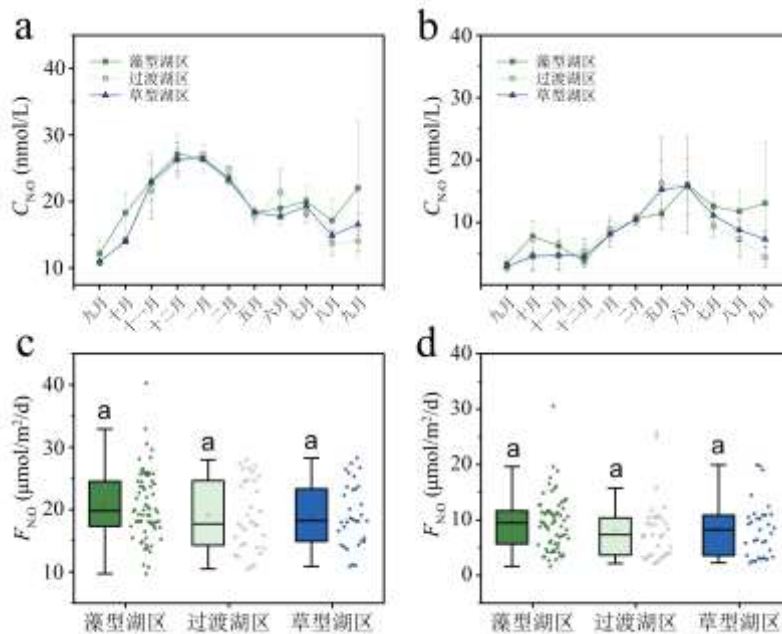 a
40
30
20
10
C_N₂O (nmol/L)
藻型湖区
过渡湖区
草型湖区
九月 十月 十一月 十二月 一月 二月 五月 六月 七月 八月 九月
b
40
30
20
10
C_N₂O (nmol/L)
藻型湖区
过渡湖区
草型湖区
九月 十月 十一月 十二月 一月 二月 五月 六月 七月 八月 九月
c
40
30
20
10
F_N₂O (μmol/m²/d)
a a a
藻型湖区 过渡湖区 草型湖区
d
40
30
20
10
0
F_N₂O (μmol/m²/d)
a a a
藻型湖区 过渡湖区 草型湖区